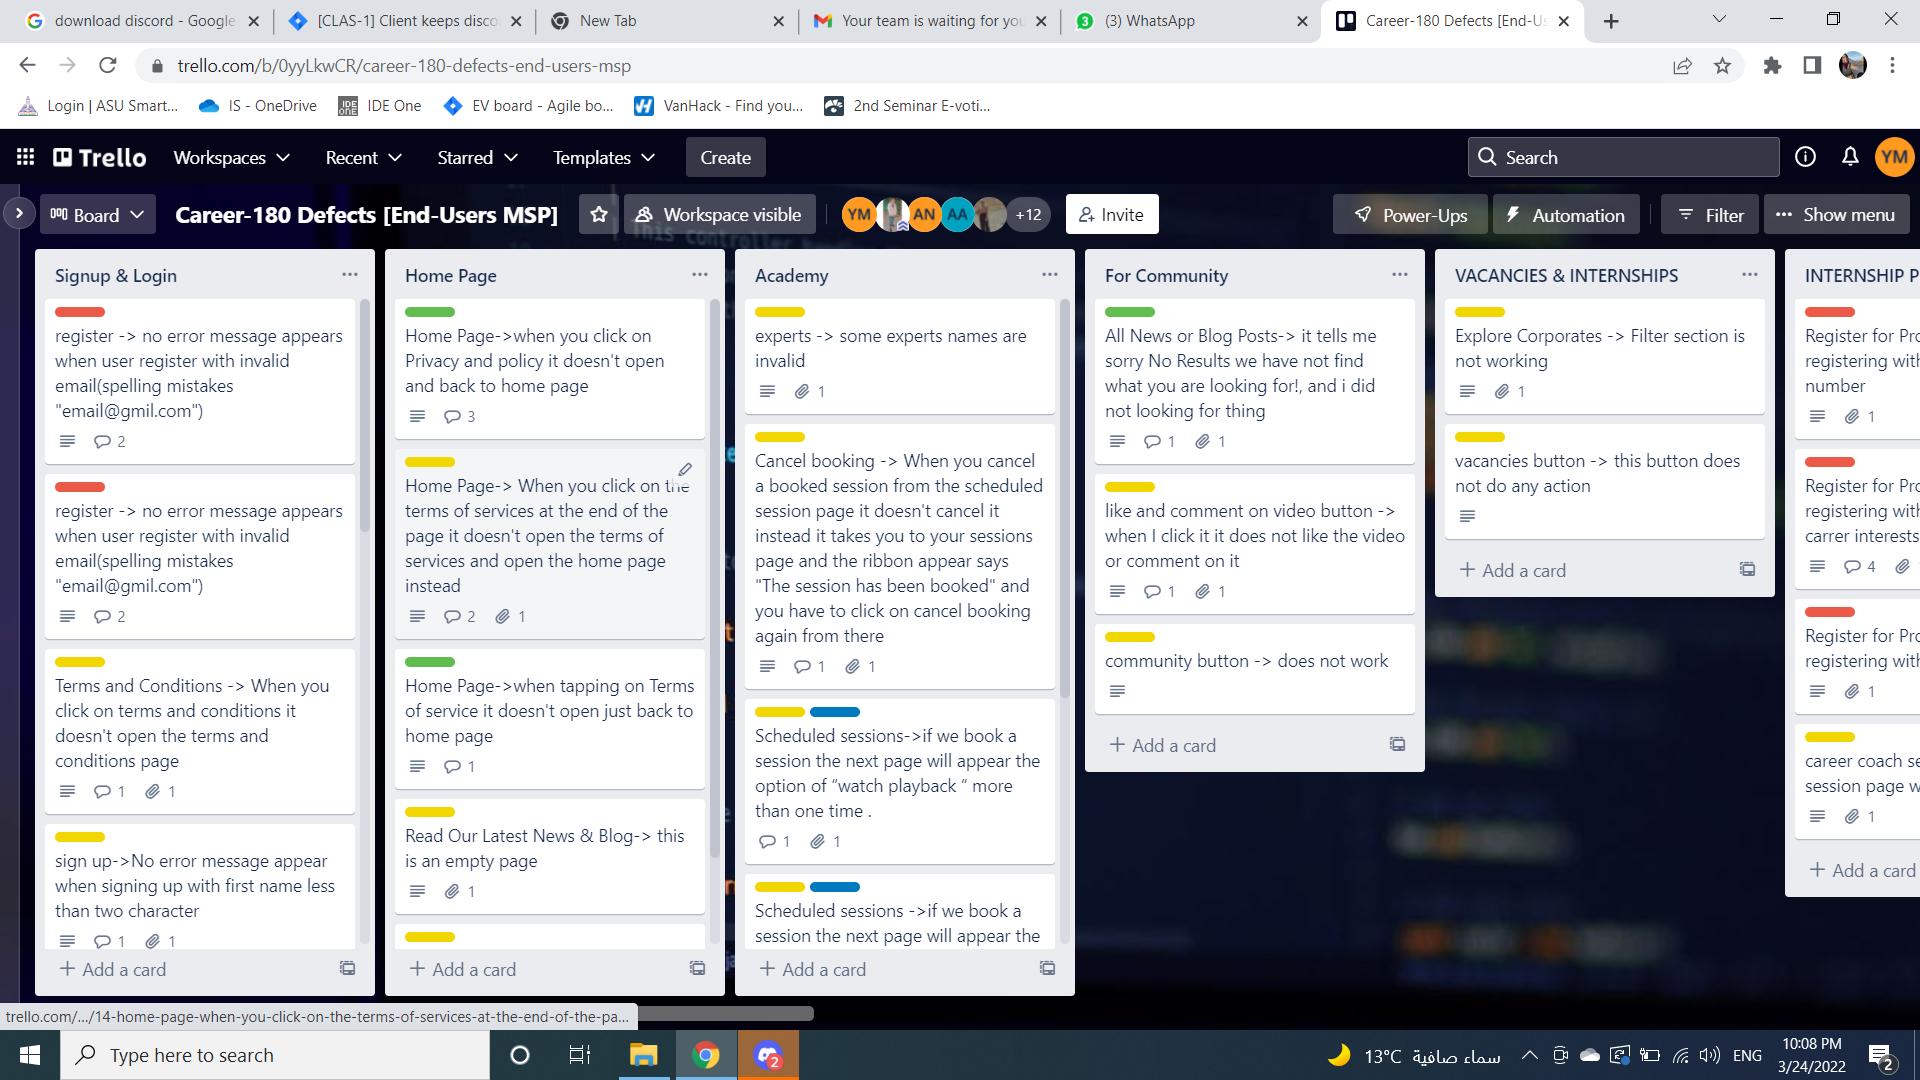 download discord - Google
[CLAS-1] Client keeps disco
New Tab
Your team is waiting for you
(3) WhatsApp
Career-180 Defects [End-Us
trello.com/b/0yyLkwCR/career-180-defects-end-users-msp
Login | ASU Smart...
IS - OneDrive
IDE One
EV board - Agile bo...
VanHack - Find you...
2nd Seminar E-voti...
Trello
Workspaces
Recent
Starred
Templates
Create
Search
YM
Board
Career-180 Defects [End-Users MSP]
Workspace visible
YM
AN
AA
+12
Invite
Power-Ups
Automation
Filter
Show menu
Signup & Login
register -> no error message appears
when user register with invalid
email(spelling mistakes
"email@gmil.com")
2
register -> no error message appears
when user register with invalid
email(spelling mistakes
"email@gmil.com")
2
Terms and Conditions -> When you
click on terms and conditions it
doesn't open the terms and
conditions page
1 1
sign up->No error message appear
when signing up with first name less
than two character
1 1
+ Add a card
Home Page
Home Page->when you click on
Privacy and policy it doesn't open
and back to home page
3
Home Page-> When you click on the
terms of services at the end of the
page it doesn't open the terms of
services and open the home page
instead
2 1
Home Page->when tapping on Terms
of service it doesn't open just back to
home page
1
Read Our Latest News & Blog-> this
is an empty page
1
+ Add a card
Academy
experts -> some experts names are
invalid
1
Cancel booking -> When you cancel
a booked session from the scheduled
session page it doesn't cancel it
instead it takes you to your sessions
page and the ribbon appear says
"The session has been booked" and
you have to click on cancel booking
again from there
1 1
Scheduled sessions->if we book a
session the next page will appear the
option of “watch playback “ more
than one time .
1 1
Scheduled sessions ->if we book a
session the next page will appear the
+ Add a card
For Community
All News or Blog Posts-> it tells me
sorry No Results we have not find
what you are looking for!, and i did
not looking for thing
1 1
like and comment on video button ->
when I click it it does not like the video
or comment on it
1 1
community button -> does not work
+ Add a card
VACANCIES & INTERNSHIPS
Explore Corporates -> Filter section is
not working
1
vacancies button -> this button does
not do any action
+ Add a card
INTERNSHIP P
Register for Pro
registering with
number
1
Register for Pro
registering with
carrer interests
4
Register for Pro
registering with
1
career coach se
session page w
1
+ Add a card
trello.com/.../14-home-page-when-you-click-on-the-terms-of-services-at-the-end-of-the-pa...
Type here to search
2
13°C سماء صافية
ENG
10:08 PM
3/24/2022
2